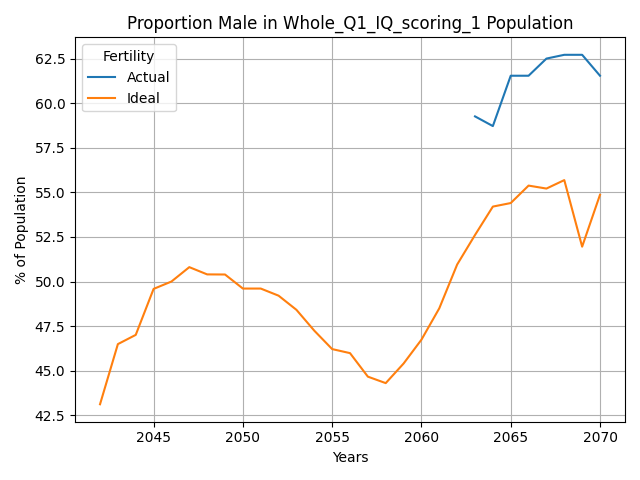 Proportion Male in Whole_Q1_IQ_scoring_1 Population
Fertility
Actual
Ideal
% of Population
62.5
60.0
57.5
55.0
52.5
50.0
47.5
45.0
42.5
2045
2050
2055
2060
2065
2070
Years